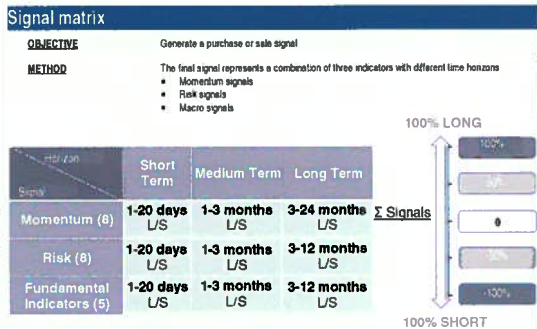 Signal matrix
OBJECTIVE
Generate a purchase or sale signal
METHOD
The final signal represents a combination of three indicators with different time horizons
• Momentum signals
• Risk signals
• Macro signals
100% LONG
Horizon
Signal
Short Term
Medium Term
Long Term
Momentum (8)
1-20 days L/S
1-3 months L/S
3-24 months L/S
Risk (8)
1-20 days L/S
1-3 months L/S
3-12 months L/S
Fundamental Indicators (5)
1-20 days L/S
1-3 months L/S
3-12 months L/S
Σ Signals
100%
50%
0
-50%
-100%
100% SHORT